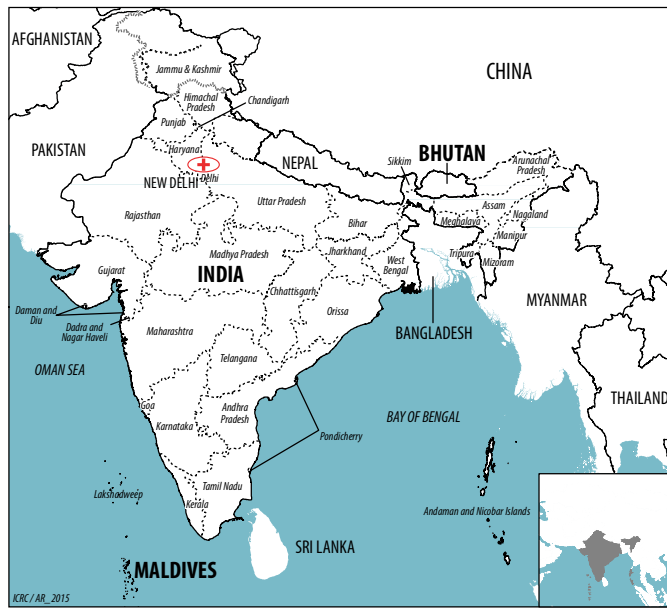 AFGHANISTAN
CHINA
Jammu & Kashmir
Himachal
Pradesh
Chandigarh
Punjab
PAKISTAN
Haryana
NEPAL
BHUTAN
Sikkim
Arunachal
Pradesh
Delhi
NEW DELHI
Uttar Pradesh
Assam
Nagaland
Rajasthan
Bihar
Meghalaya
Manipur
Madhya Pradesh
Jharkhand
West
Bengal
Tripura
Mizoram
Gujarat
INDIA
Chhattisgarh
MYANMAR
Daman and
Diu
Orissa
Dadra and
Nagar Haveli
Maharashtra
BANGLADESH
OMAN SEA
Telangana
THAILAND
Goa
Karnataka
Andhra
Pradesh
BAY OF BENGAL
Pondicherry
Lakshadweep
Tamil Nadu
Kerala
Andaman and Nicobar Islands
SRI LANKA
MALDIVES
ICRC / AR_2015